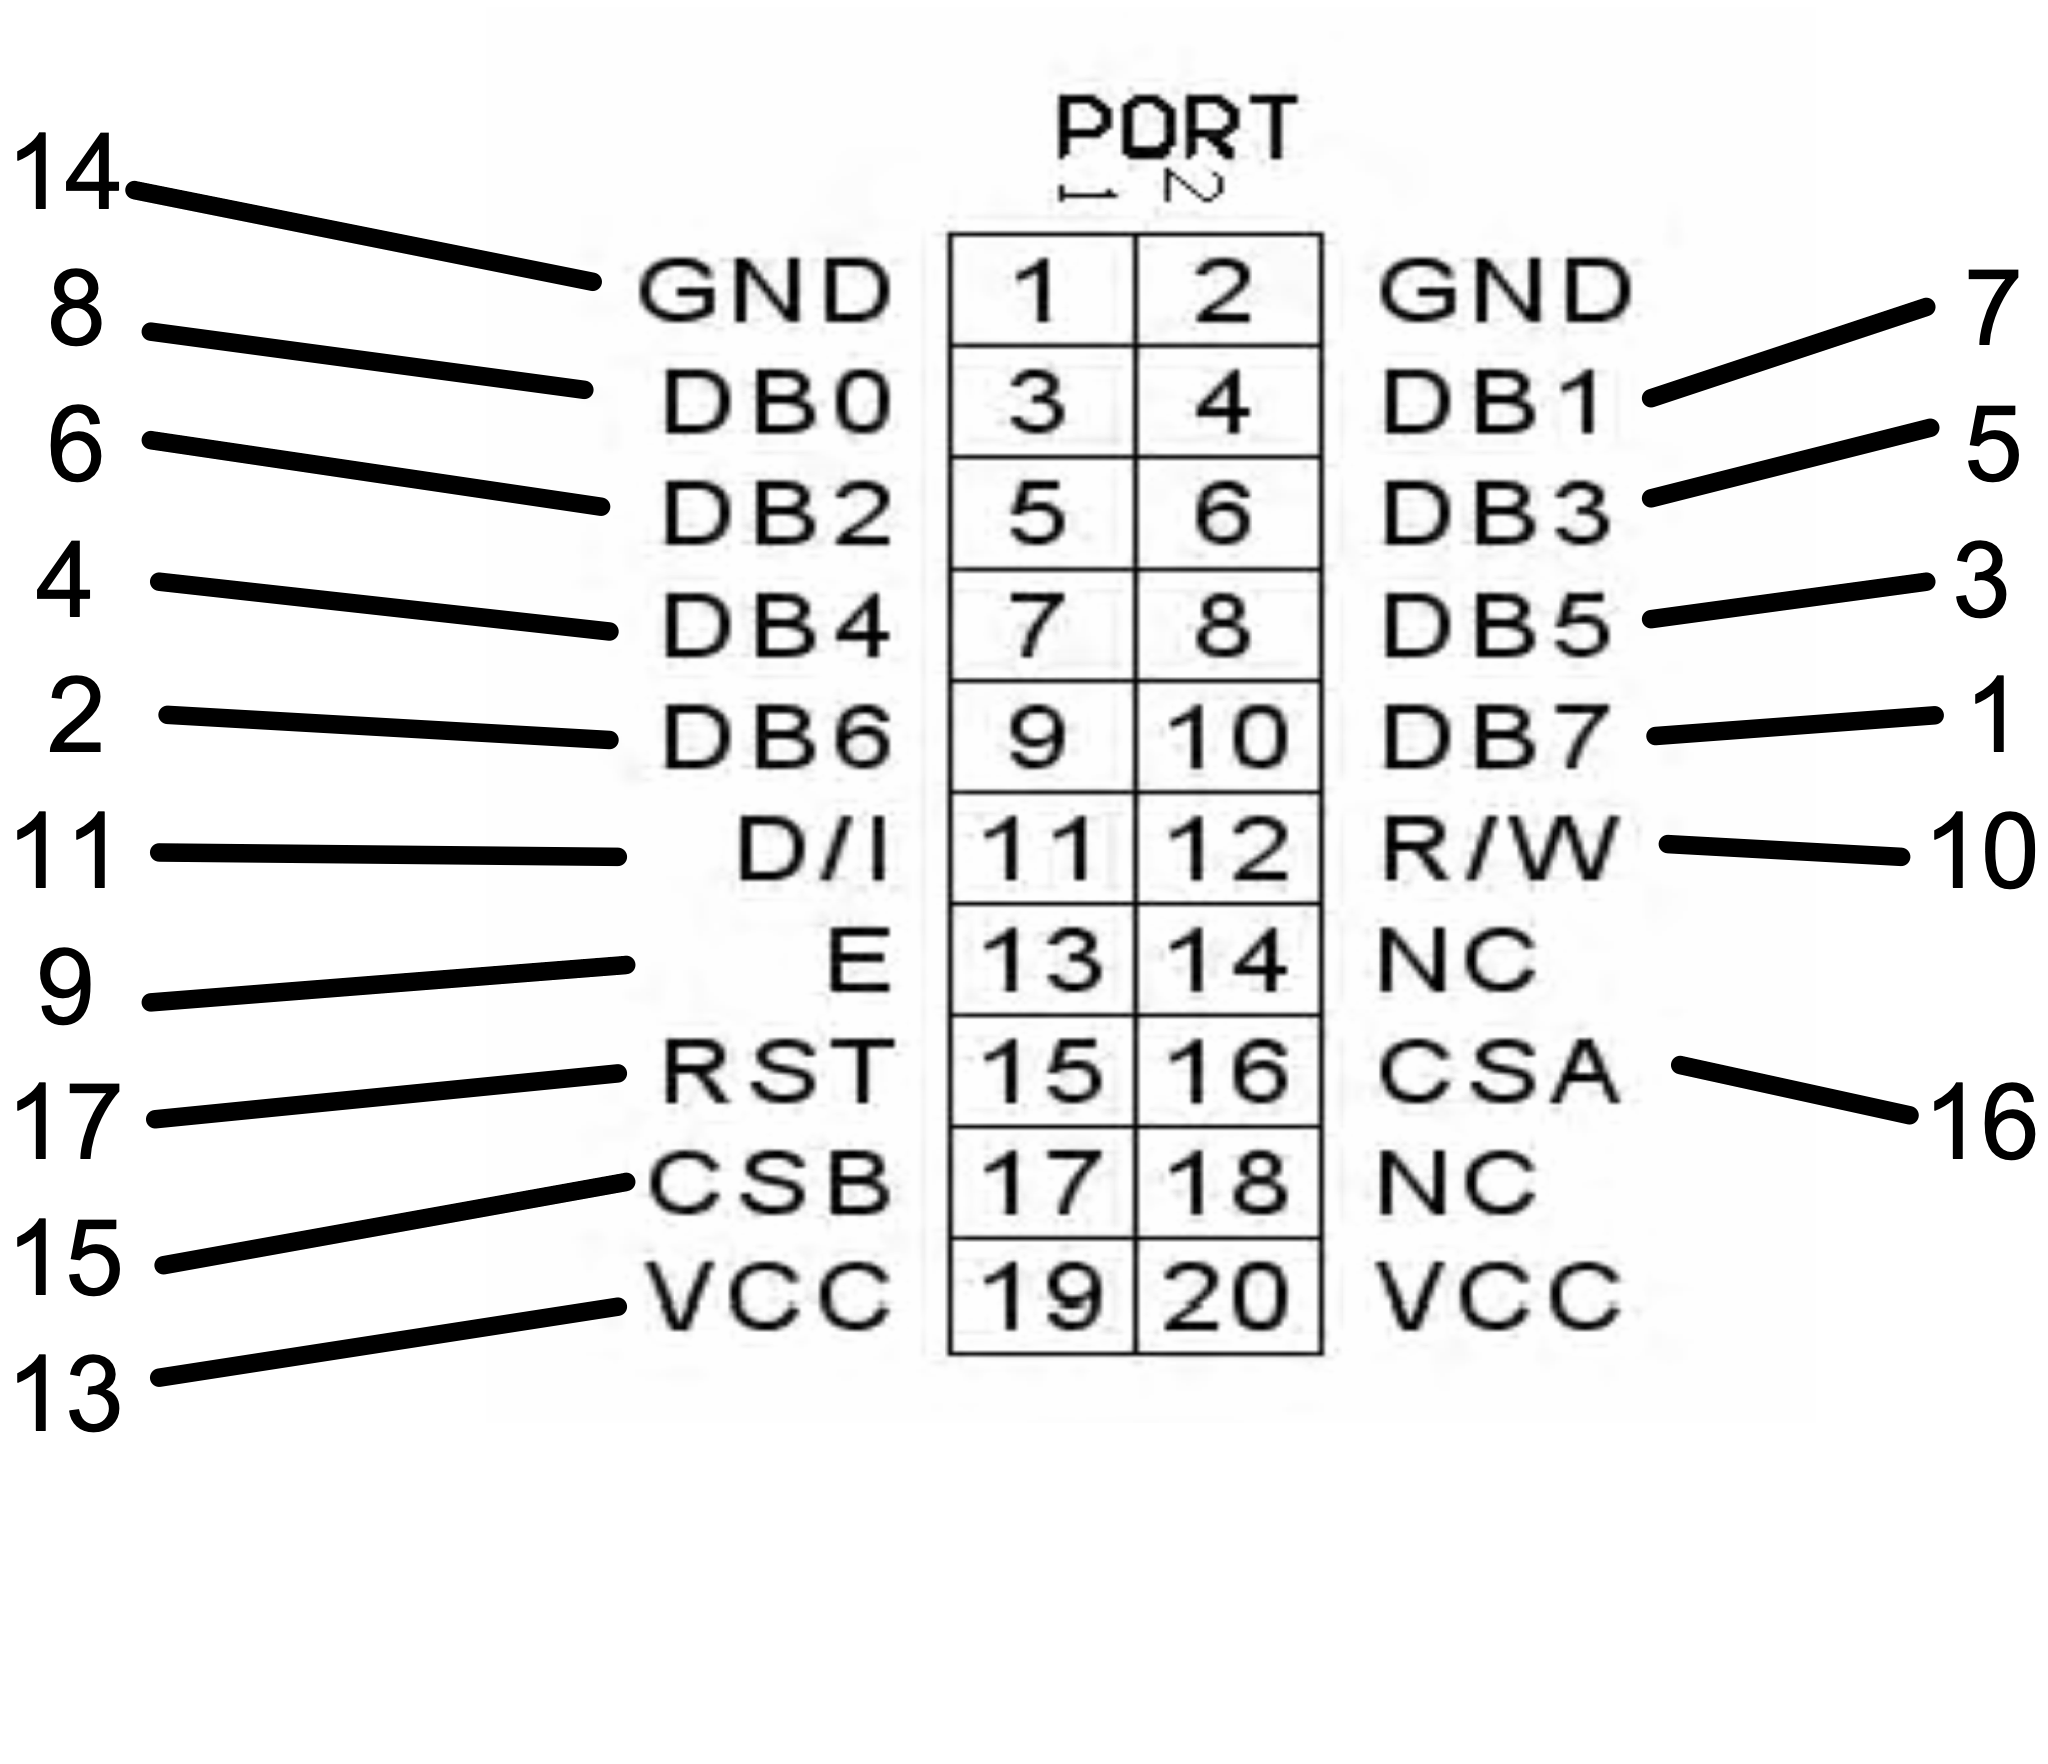 PORT
1 2
14 GND 1 2 GND
8 DB0 3 4 DB1 7
6 DB2 5 6 DB3 5
4 DB4 7 8 DB5 3
2 DB6 9 10 DB7 1
11 D/I 11 12 R/W 10
9 E 13 14 NC
17 RST 15 16 CSA 16
15 CSB 17 18 NC
13 VCC 19 20 VCC